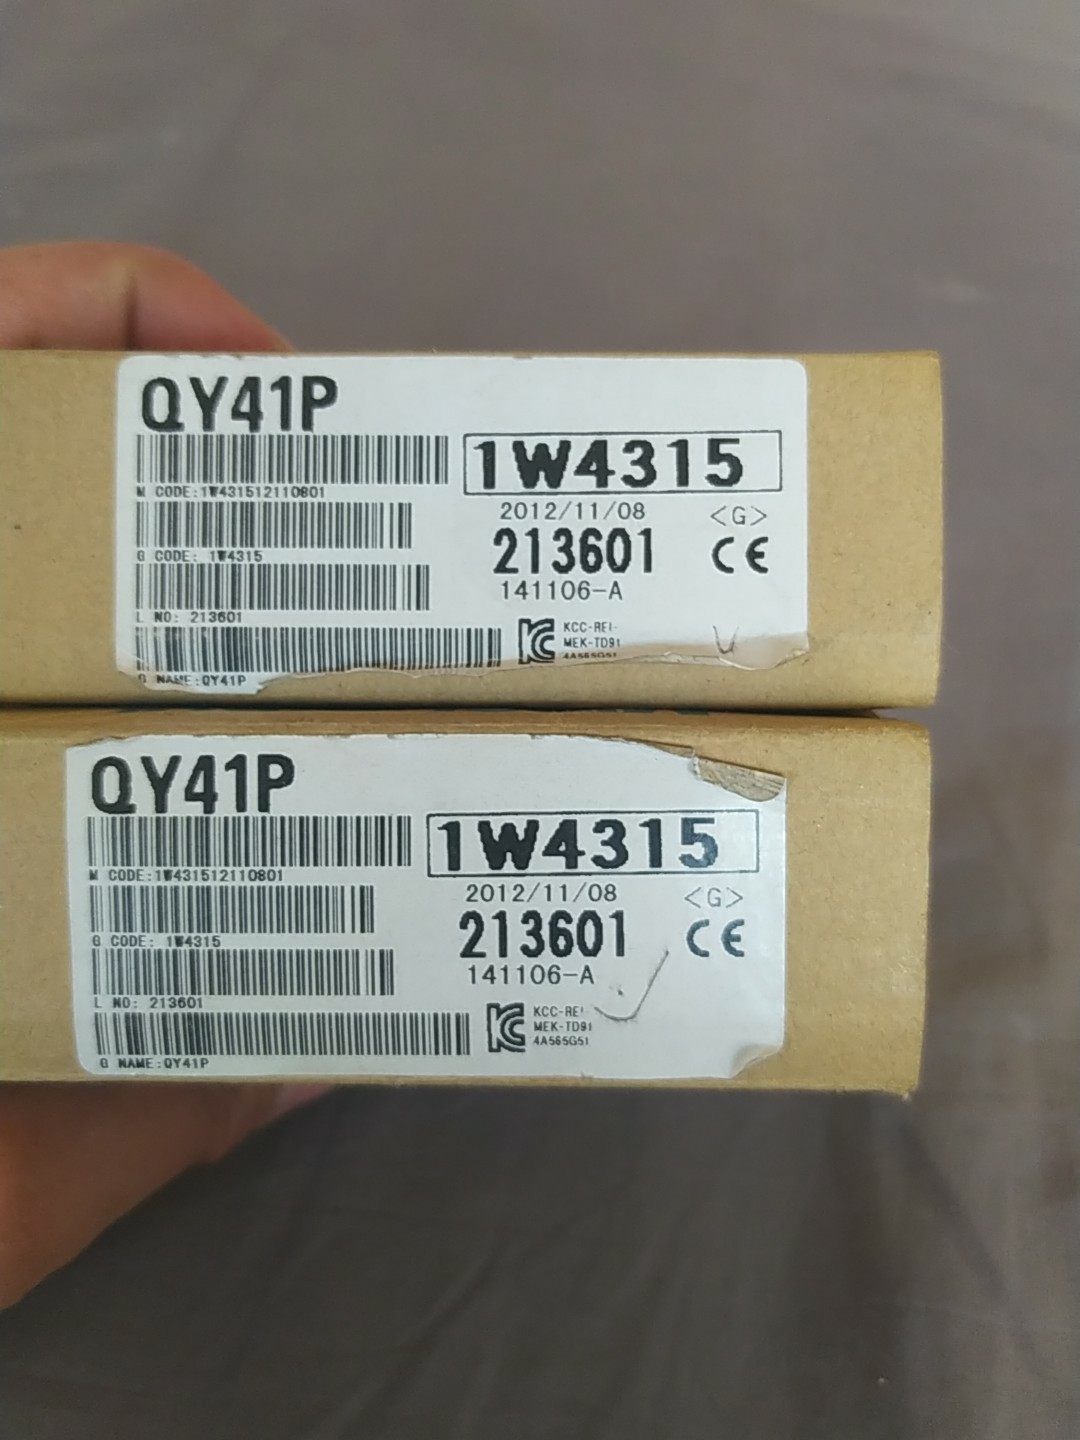 QY41P
1W4315
M CODE:1W431512110801
2012/11/08 <G>
213601 CE
G CODE: 1W4315
141106-A
L NO: 213601
KCC-REI-
MEK-TD91
4A565G51
G NAME:QY41P
QY41P
1W4315
M CODE:1W431512110801
2012/11/08 <G>
213601 CE
G CODE: 1W4315
141106-A
L NO: 213601
KCC-REI-
MEK-TD91
4A565G51
G NAME:QY41P